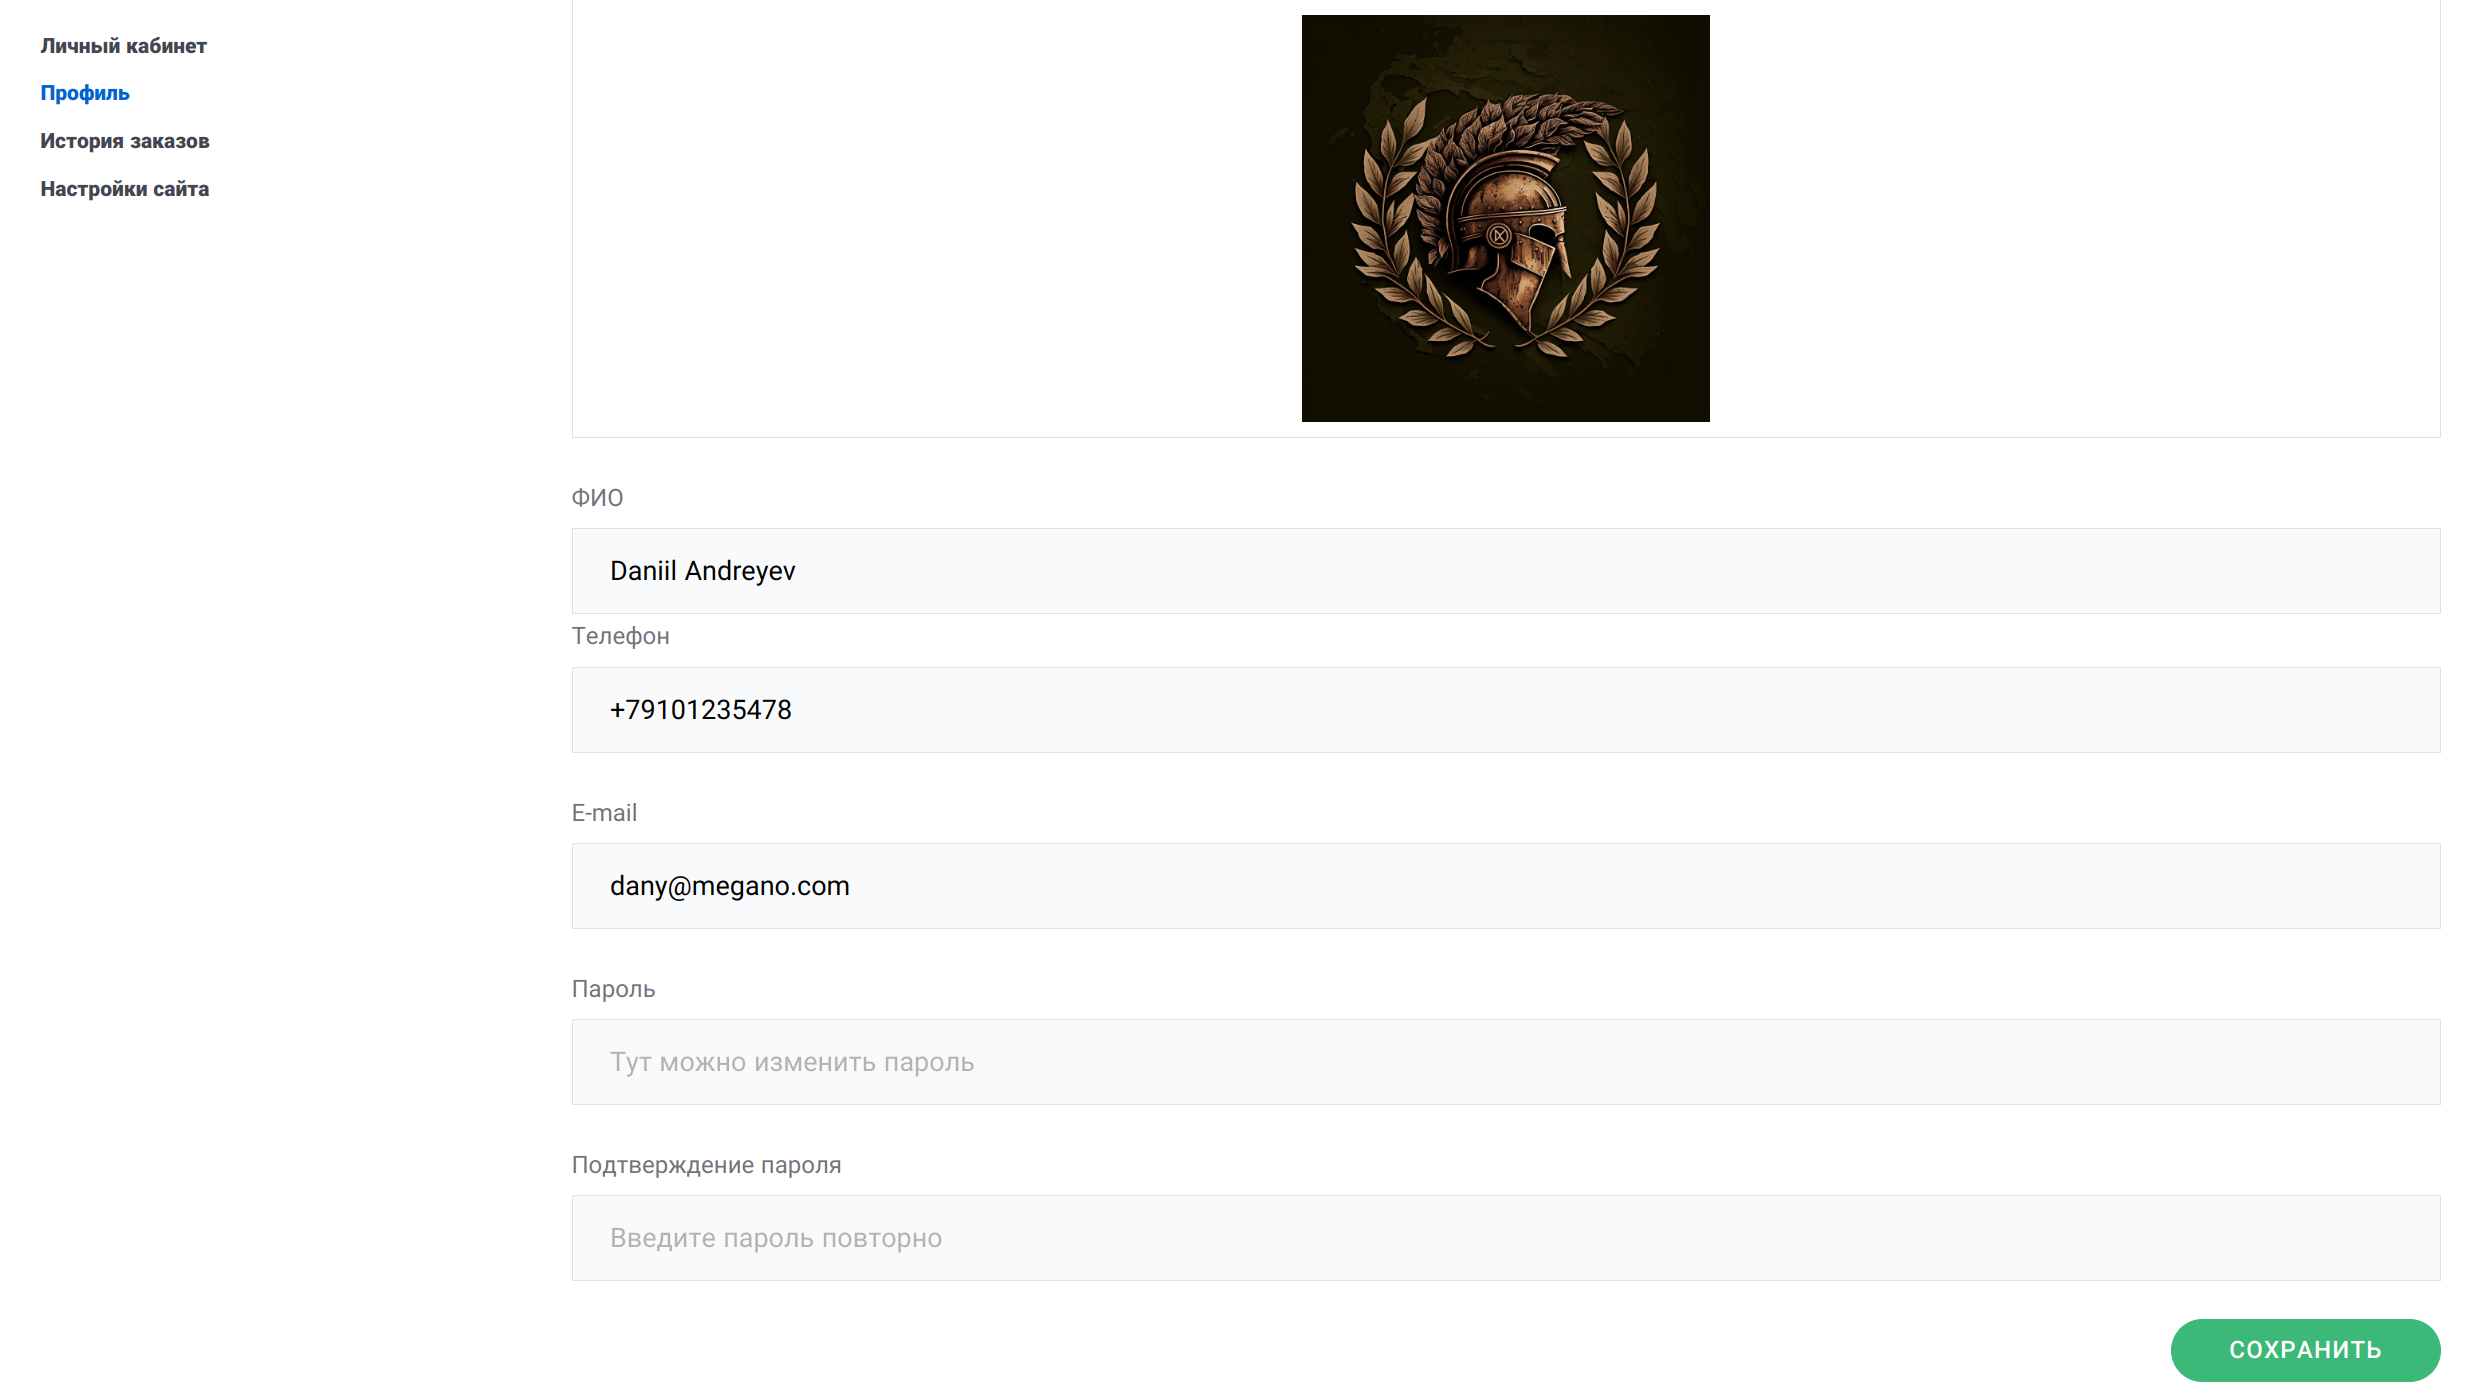 Личный кабинет
Профиль
История заказов
Настройки сайта
ФИО
Daniil Andreyev
Телефон
+79101235478
E-mail
dany@megano.com
Пароль
Тут можно изменить пароль
Подтверждение пароля
Введите пароль повторно
СОХРАНИТЬ